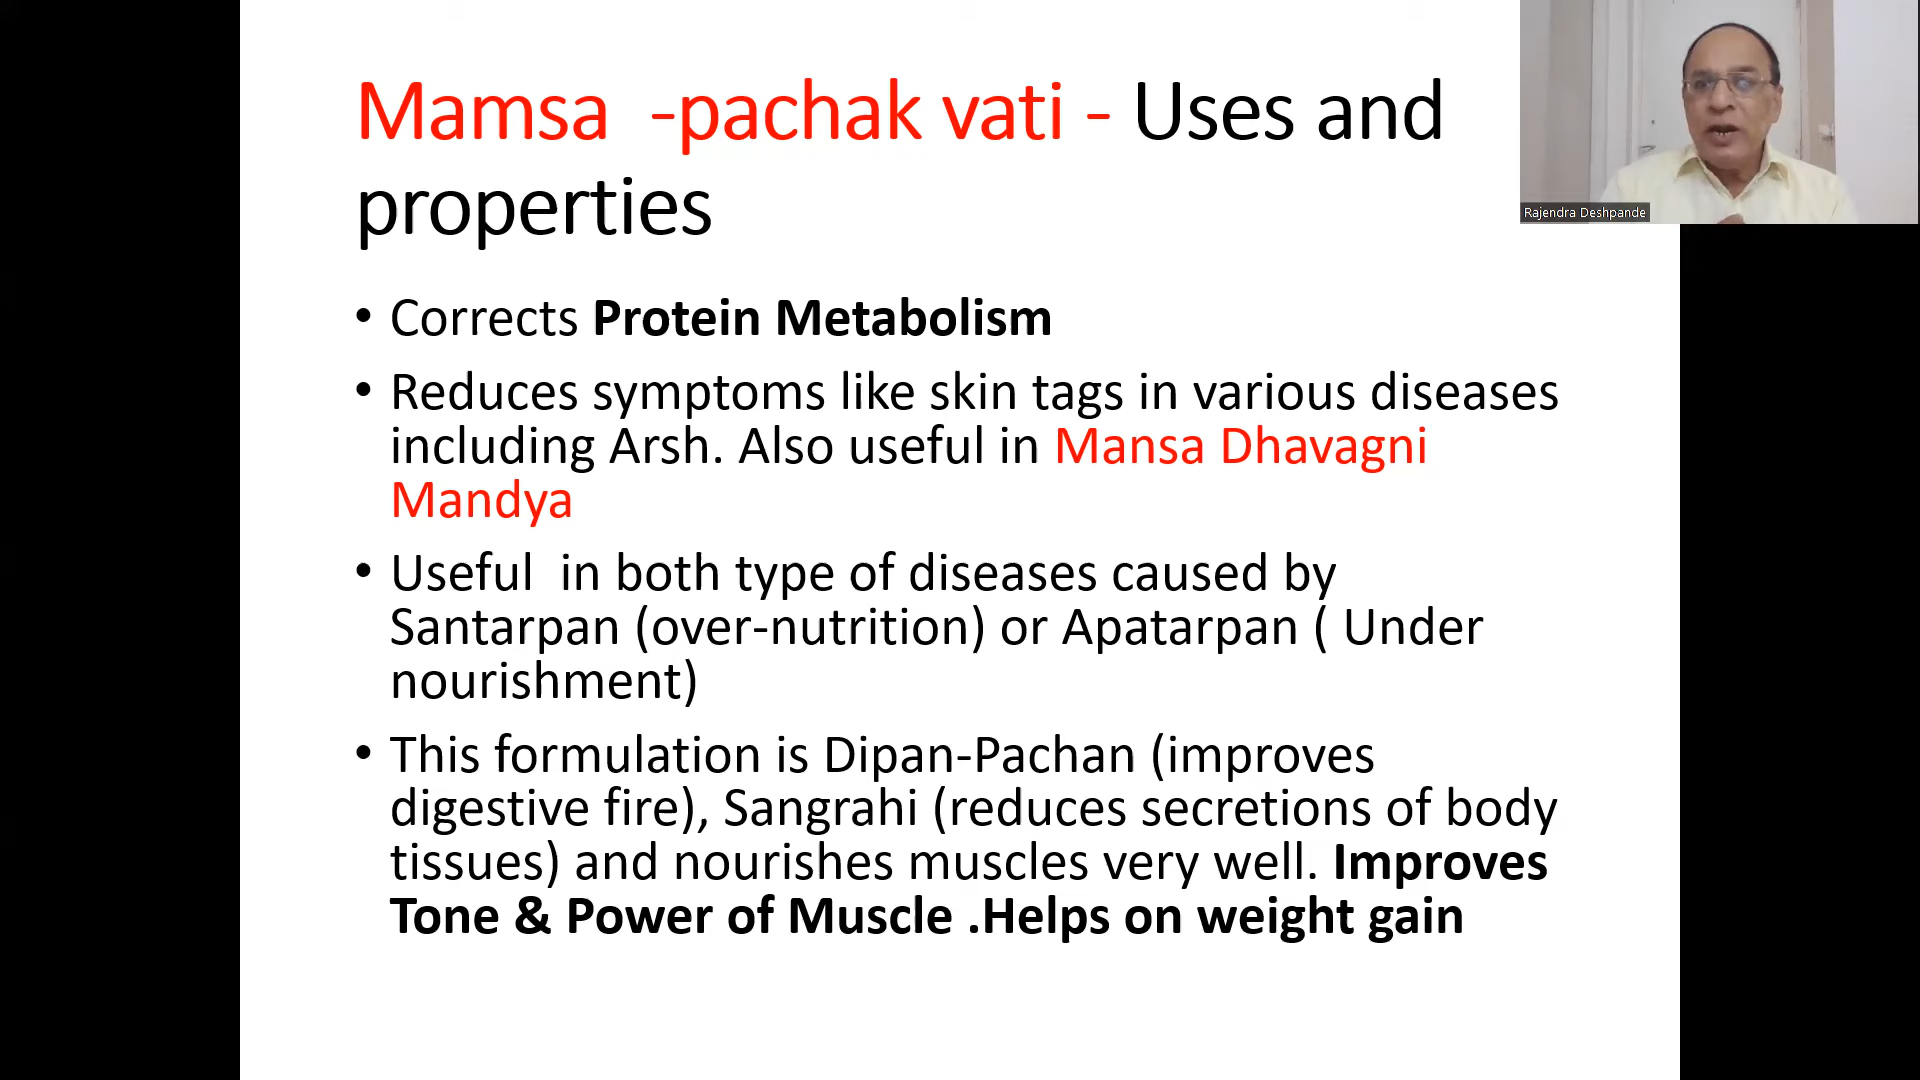 Mamsa  -pachak vati - Uses and
properties
Rajendra Deshpande
• Corrects Protein Metabolism
• Reduces symptoms like skin tags in various diseases
including Arsh. Also useful in Mansa Dhavagni
Mandya
• Useful  in both type of diseases caused by
Santarpan (over-nutrition) or Apatarpan ( Under
nourishment)
• This formulation is Dipan-Pachan (improves
digestive fire), Sangrahi (reduces secretions of body
tissues) and nourishes muscles very well. Improves
Tone & Power of Muscle .Helps on weight gain